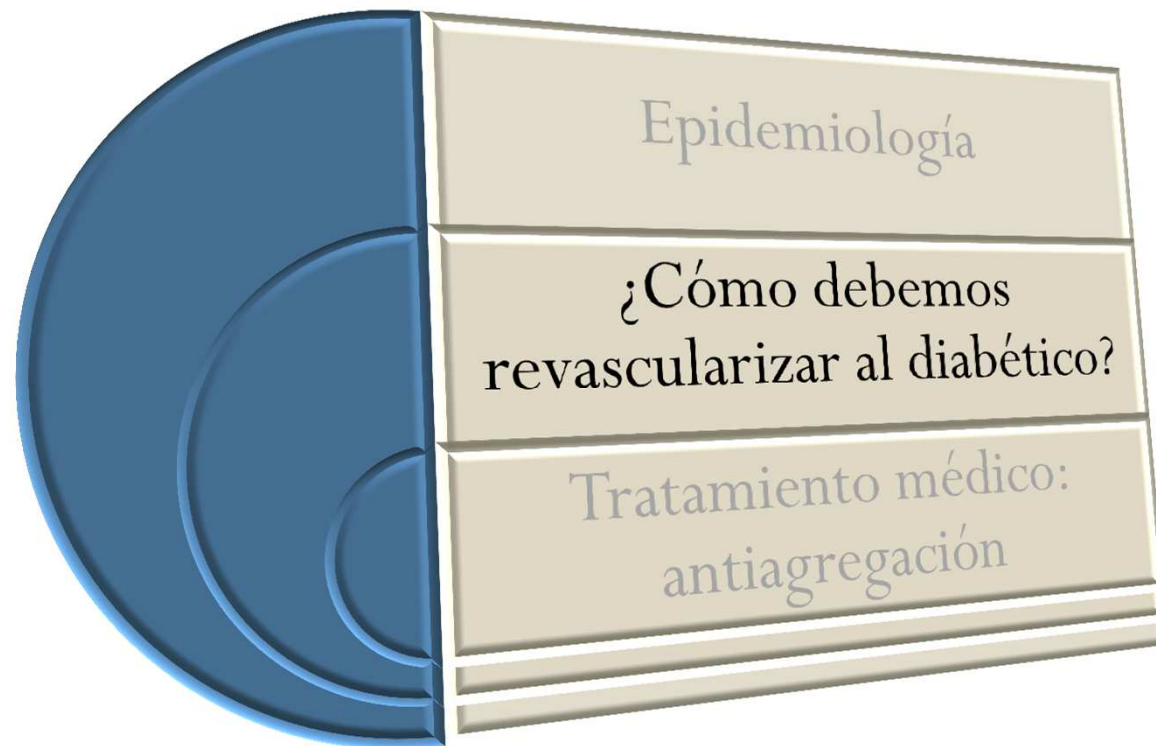 Epidemiología
¿Cómo debemos
revascularizar al diabético?
Tratamiento médico:
antiagregación